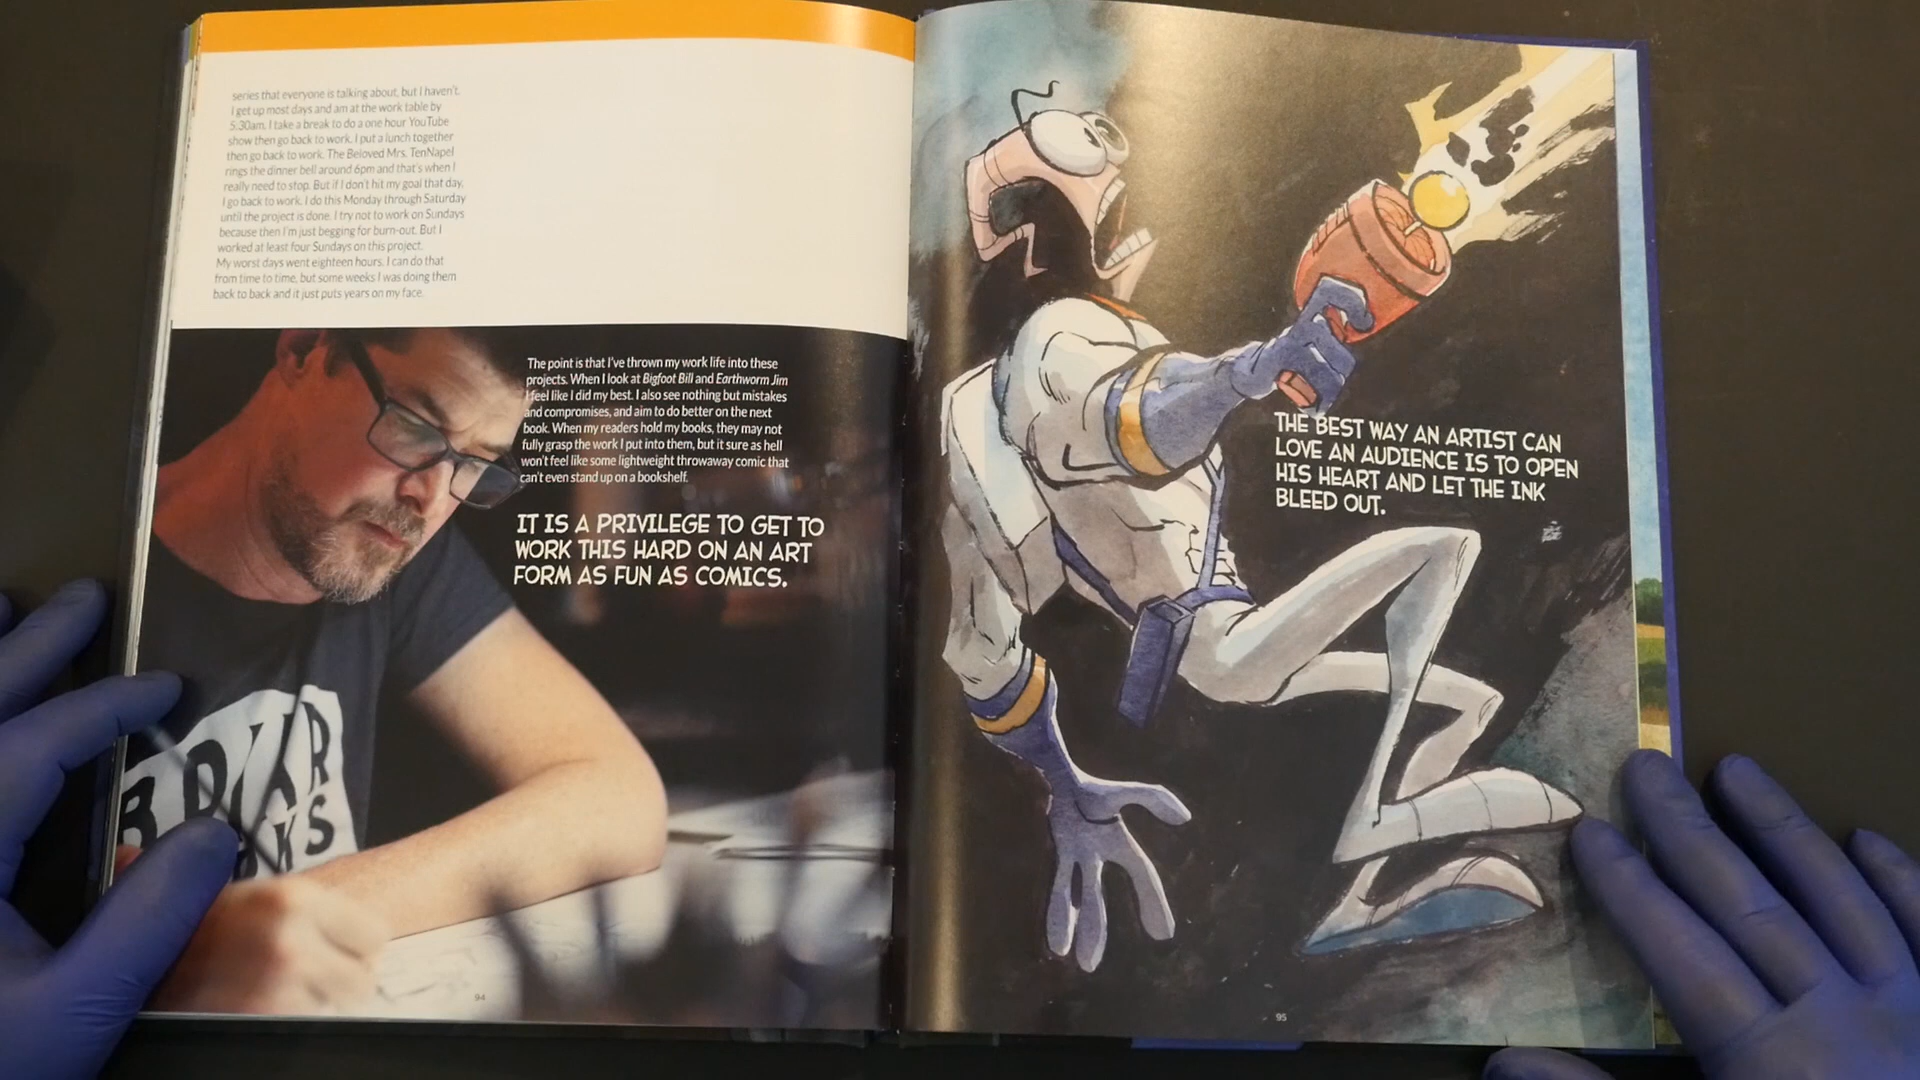 series that everyone is talking about, but I haven't.
I get up most days and am at the work table by
5:30am. I take a break to do a one hour YouTube
show then go back to work. I put a lunch together
then go back to work. The Beloved Mrs. TenNapel
rings the dinner bell around 6pm and that's when I
really need to stop. But if I don't hit my goal that day,
I go back to work. I do this Monday through Saturday
until the project is done. I try not to work on Sundays
because then I'm just begging for burn-out. But I
worked at least four Sundays on this project.
My worst days went eighteen hours. I can do that
from time to time, but some weeks I was doing them
back to back and it just puts years on my face.
The point is that I've thrown my work life into these
projects. When I look at Bigfoot Bill and Earthworm Jim
I feel like I did my best. I also see nothing but mistakes
and compromises, and aim to do better on the next
book. When my readers hold my books, they may not
fully grasp the work I put into them, but it sure as hell
won't feel like some lightweight throwaway comic that
can't even stand up on a bookshelf.
IT IS A PRIVILEGE TO GET TO
WORK THIS HARD ON AN ART
FORM AS FUN AS COMICS.
94
THE BEST WAY AN ARTIST CAN
LOVE AN AUDIENCE IS TO OPEN
HIS HEART AND LET THE INK
BLEED OUT.
95